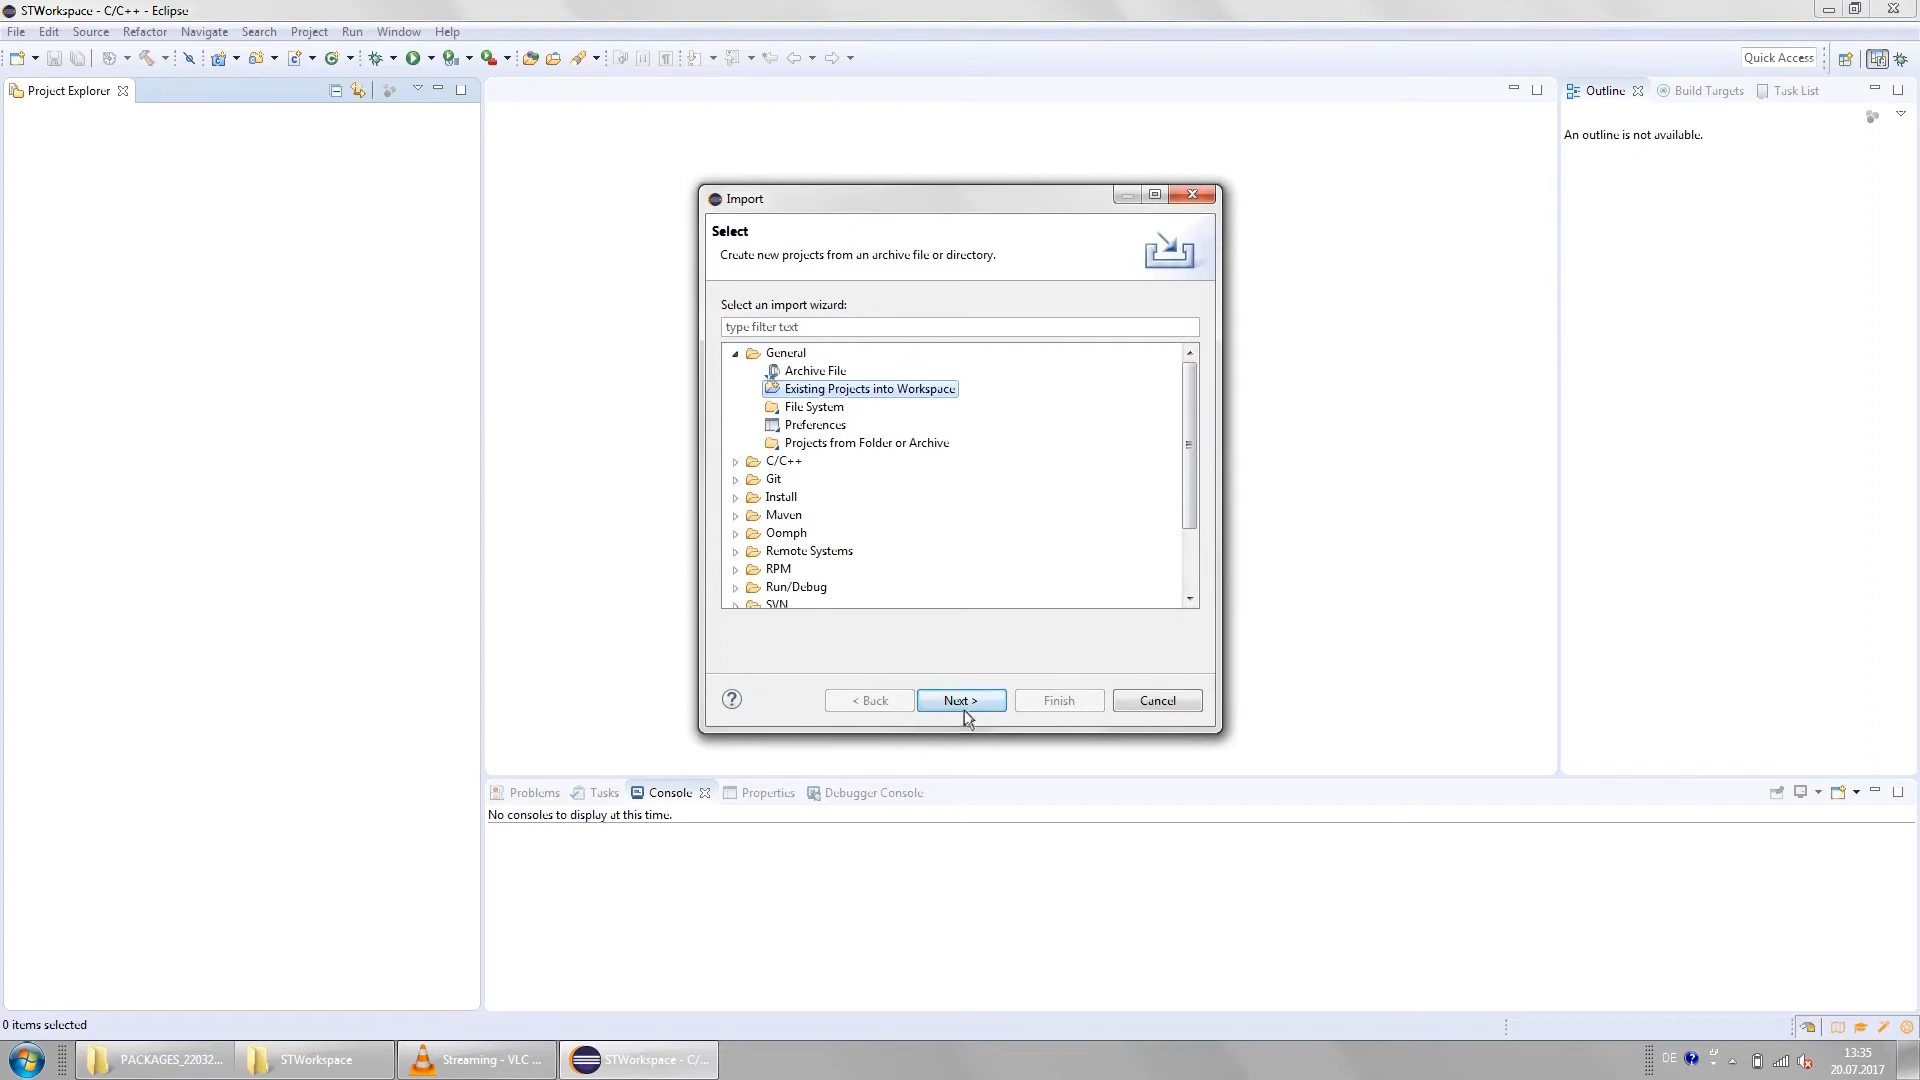 STWorkspace - C/C++ - Eclipse
File Edit Source Refactor Navigate Search Project Run Window Help
Quick Access
Project Explorer
Outline Build Targets Task List
An outline is not available.
Import
Select
Create new projects from an archive file or directory.
Select an import wizard:
type filter text
General
Archive File
Existing Projects into Workspace
File System
Preferences
Projects from Folder or Archive
C/C++
Git
Install
Maven
Oomph
Remote Systems
RPM
Run/Debug
SVN
< Back Next > Finish Cancel
Problems Tasks Console Properties Debugger Console
No consoles to display at this time.
0 items selected
PACKAGES_22032... STWorkspace Streaming - VLC ... STWorkspace - C/... DE 13:35
20.07.2017